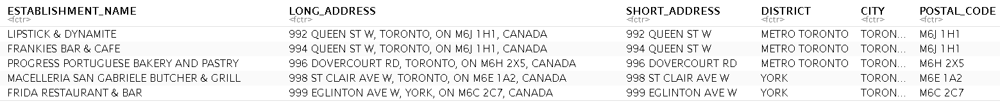 ESTABLISHMENT_NAME LONG_ADDRESS SHORT_ADDRESS DISTRICT CITY POSTAL_CODE
<fctr> <fctr> <fctr> <fctr> <fctr> <fctr>
LIPSTICK & DYNAMITE 992 QUEEN ST W, TORONTO, ON M6J 1H1, CANADA 992 QUEEN ST W METRO TORONTO TORON... M6J 1H1
FRANKIES BAR & CAFE 994 QUEEN ST W, TORONTO, ON M6J 1H1, CANADA 994 QUEEN ST W METRO TORONTO TORON... M6J 1H1
PROGRESS PORTUGUESE BAKERY AND PASTRY 996 DOVERCOURT RD, TORONTO, ON M6H 2X5, CANADA 996 DOVERCOURT RD METRO TORONTO TORON... M6H 2X5
MACELLERIA SAN GABRIELE BUTCHER & GRILL 998 ST CLAIR AVE W, TORONTO, ON M6E 1A2, CANADA 998 ST CLAIR AVE W YORK TORON... M6E 1A2
FRIDA RESTAURANT & BAR 999 EGLINTON AVE W, YORK, ON M6C 2C7, CANADA 999 EGLINTON AVE W YORK TORON... M6C 2C7